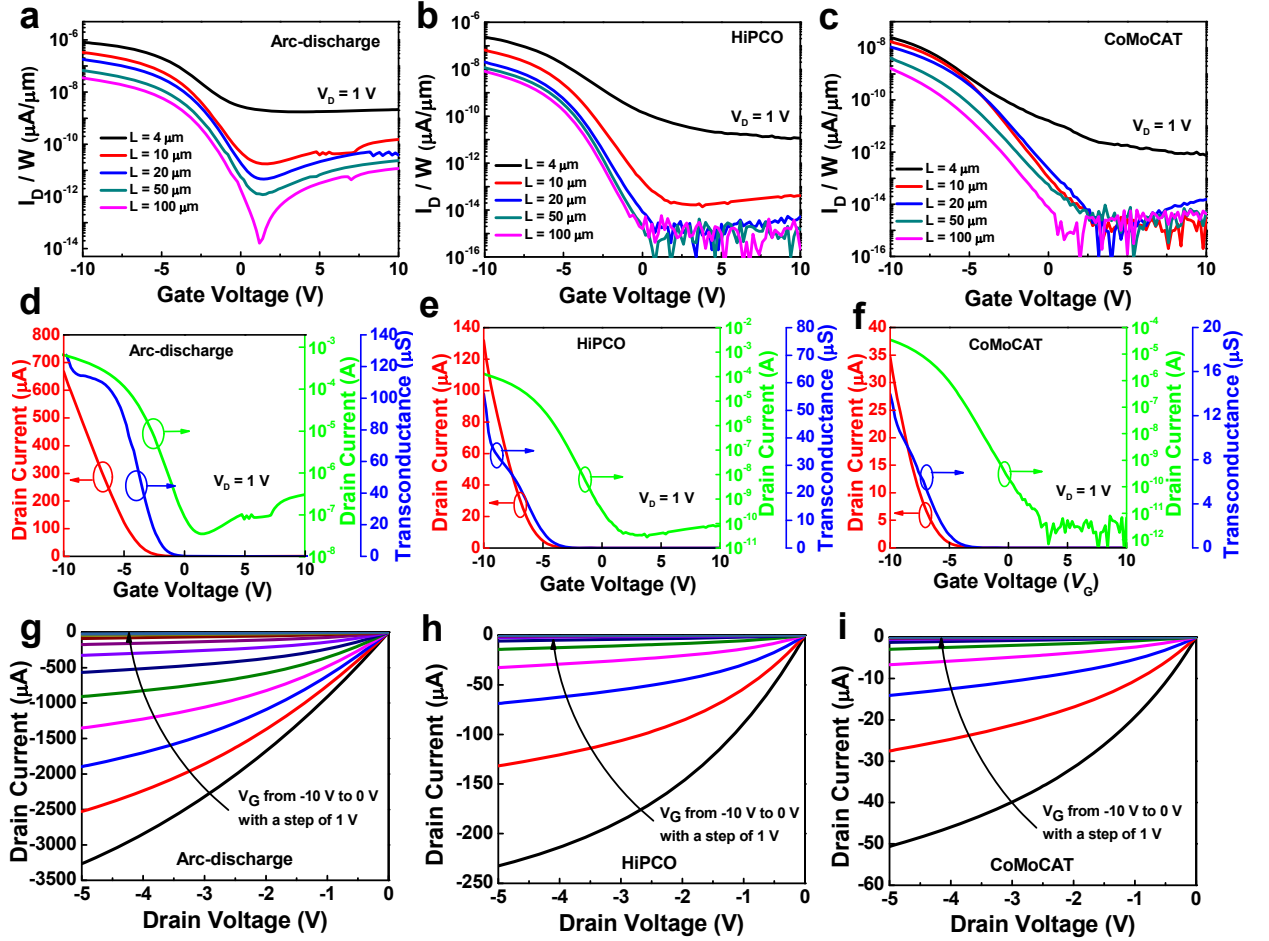 a
Arc-discharge
V_D = 1 V
L = 4 μm
L = 10 μm
L = 20 μm
L = 50 μm
L = 100 μm
10^-6
10^-8
10^-10
10^-12
10^-14
I_D / W (μA/μm)
-10 -5 0 5 10
Gate Voltage (V)
b
HiPCO
V_D = 1 V
L = 4 μm
L = 10 μm
L = 20 μm
L = 50 μm
L = 100 μm
10^-6
10^-8
10^-10
10^-12
10^-14
10^-16
I_D / W (μA/μm)
-10 -5 0 5 10
Gate Voltage (V)
c
CoMoCAT
V_D = 1 V
L = 4 μm
L = 10 μm
L = 20 μm
L = 50 μm
L = 100 μm
10^-8
10^-10
10^-12
10^-14
10^-16
I_D / W (μA/μm)
-10 -5 0 5 10
Gate Voltage (V)
d
Arc-discharge
V_D = 1 V
800
700
600
500
400
300
200
100
0
Drain Current (μA)
10^-3
10^-4
10^-5
10^-6
10^-7
10^-8
Drain Current (A)
140
120
100
80
60
40
20
0
Transconductance (μS)
-10 -5 0 5 10
Gate Voltage (V)
e
HiPCO
V_D = 1 V
140
120
100
80
60
40
20
0
Drain Current (μA)
10^-2
10^-3
10^-4
10^-5
10^-6
10^-7
10^-8
10^-9
10^-10
10^-11
Drain Current (A)
80
70
60
50
40
30
20
10
0
Transconductance (μS)
-10 -5 0 5 10
Gate Voltage (V)
f
CoMoCAT
V_D = 1 V
40
35
30
25
20
15
10
5
0
Drain Current (μA)
10^-4
10^-5
10^-6
10^-7
10^-8
10^-9
10^-10
10^-11
10^-12
Drain Current (A)
20
16
12
8
4
0
Transconductance (μS)
-10 -5 0 5 10
Gate Voltage (V_G)
g
0
-500
-1000
-1500
-2000
-2500
-3000
-3500
Drain Current (μA)
V_G from -10 V to 0 V
with a step of 1 V
Arc-discharge
-5 -4 -3 -2 -1 0
Drain Voltage (V)
h
0
-50
-100
-150
-200
-250
Drain Current (μA)
V_G from -10 V to 0 V
with a step of 1 V
HiPCO
-5 -4 -3 -2 -1 0
Drain Voltage (V)
i
0
-10
-20
-30
-40
-50
-60
Drain Current (μA)
V_G from -10 V to 0 V
with a step of 1 V
CoMoCAT
-5 -4 -3 -2 -1 0
Drain Voltage (V)